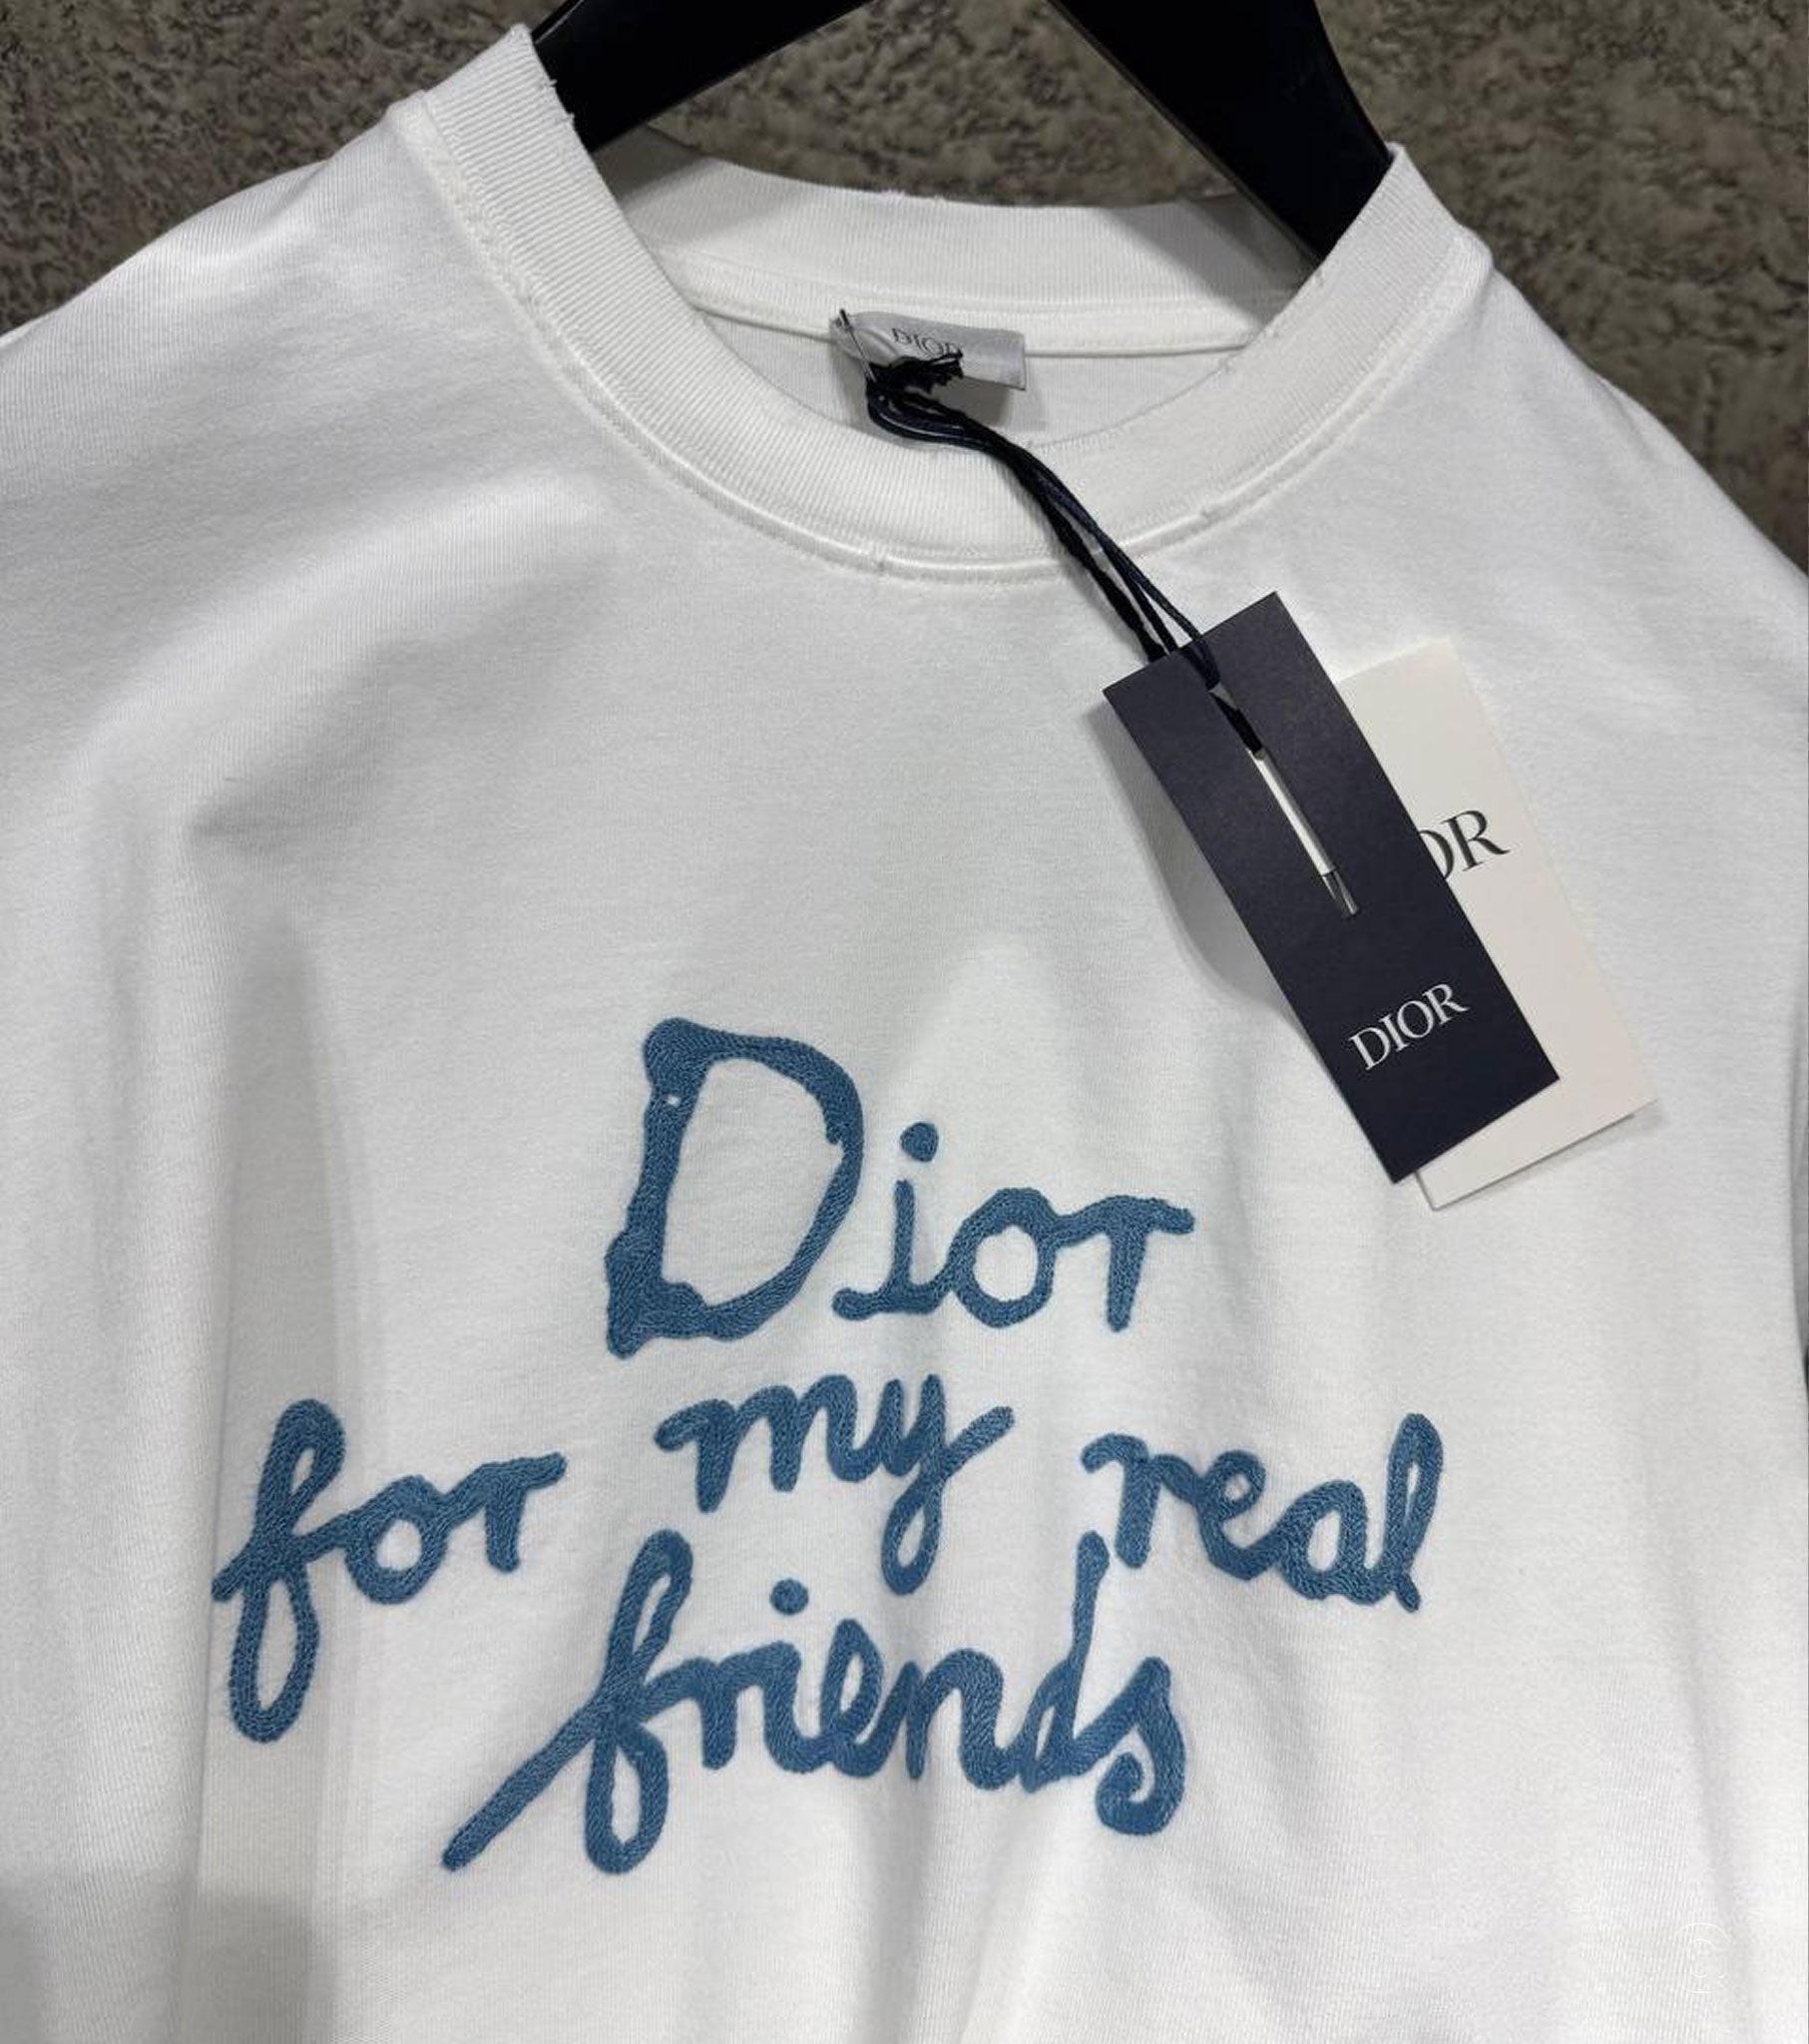 DIOR
OR
DIOR
Dior
for my real
friends